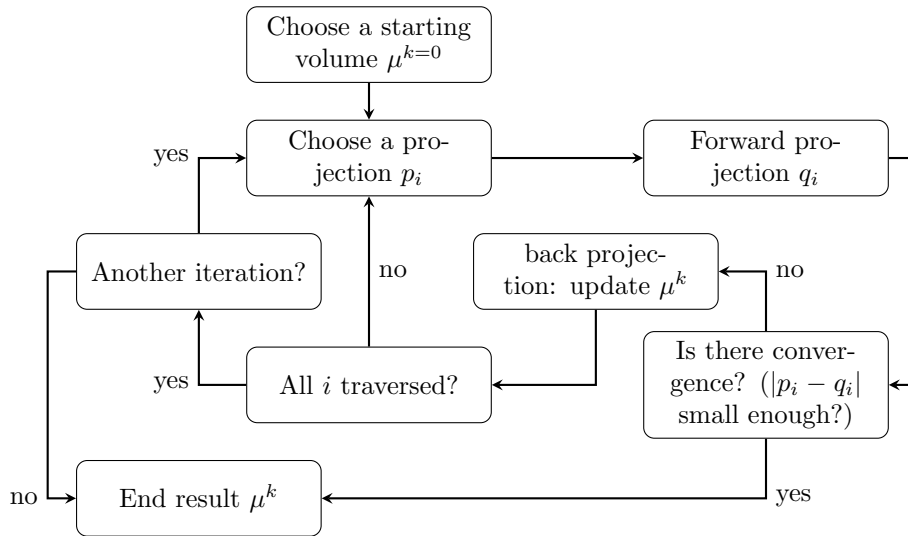 Choose a starting
volume μ^{k=0}
Choose a pro-
jection p_i
Forward pro-
jection q_i
yes
Another iteration?
no
back projec-
tion: update μ^k
no
Is there conver-
gence? (|p_i − q_i|
small enough?)
All i traversed?
yes
no
End result μ^k
yes